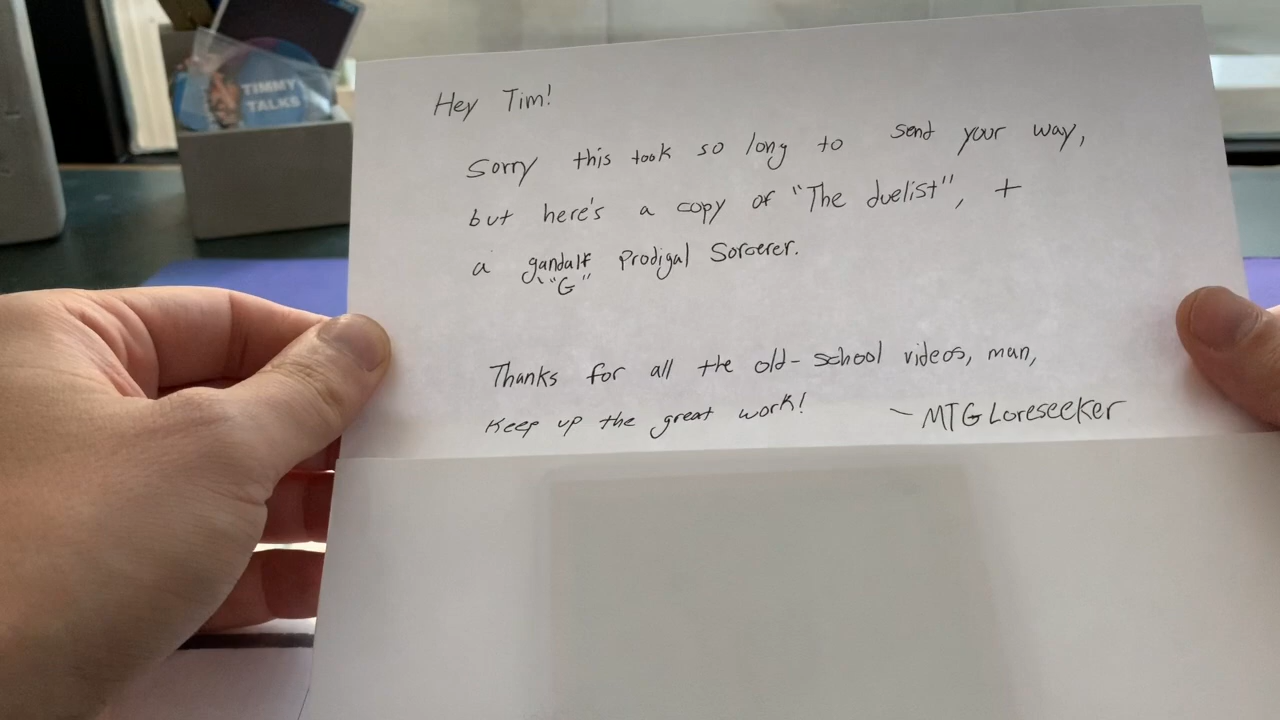 TIMMY
TALKS
Hey Tim!
Sorry this took so long to send your way,
but here's a copy of "The duelist", +
a gandalf Prodigal Sorcerer.
"G"
Thanks for all the old-school videos, man,
Keep up the great work! - MTG Loreseeker